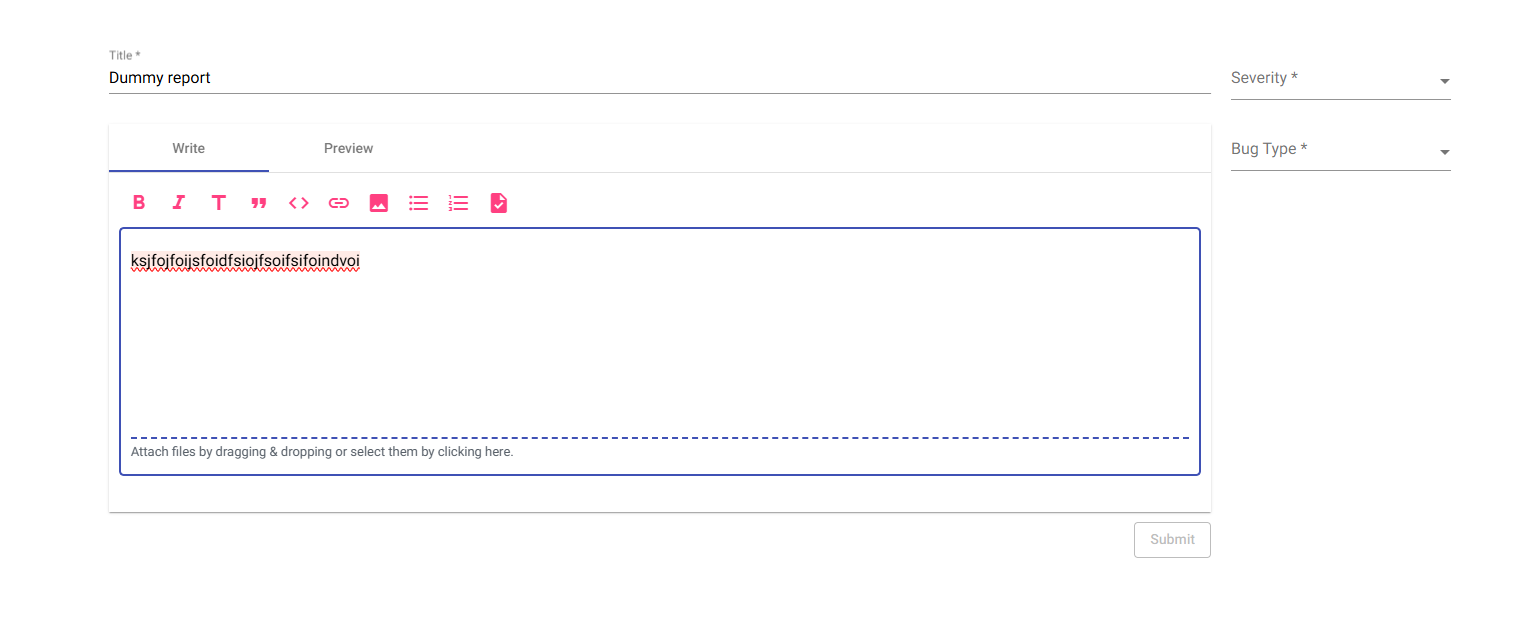 Title *
Dummy report
Severity *
Write Preview
Bug Type *
ksjfojfoijsfoidfsiojfsoifsifoindvoi
Attach files by dragging & dropping or select them by clicking here.
Submit